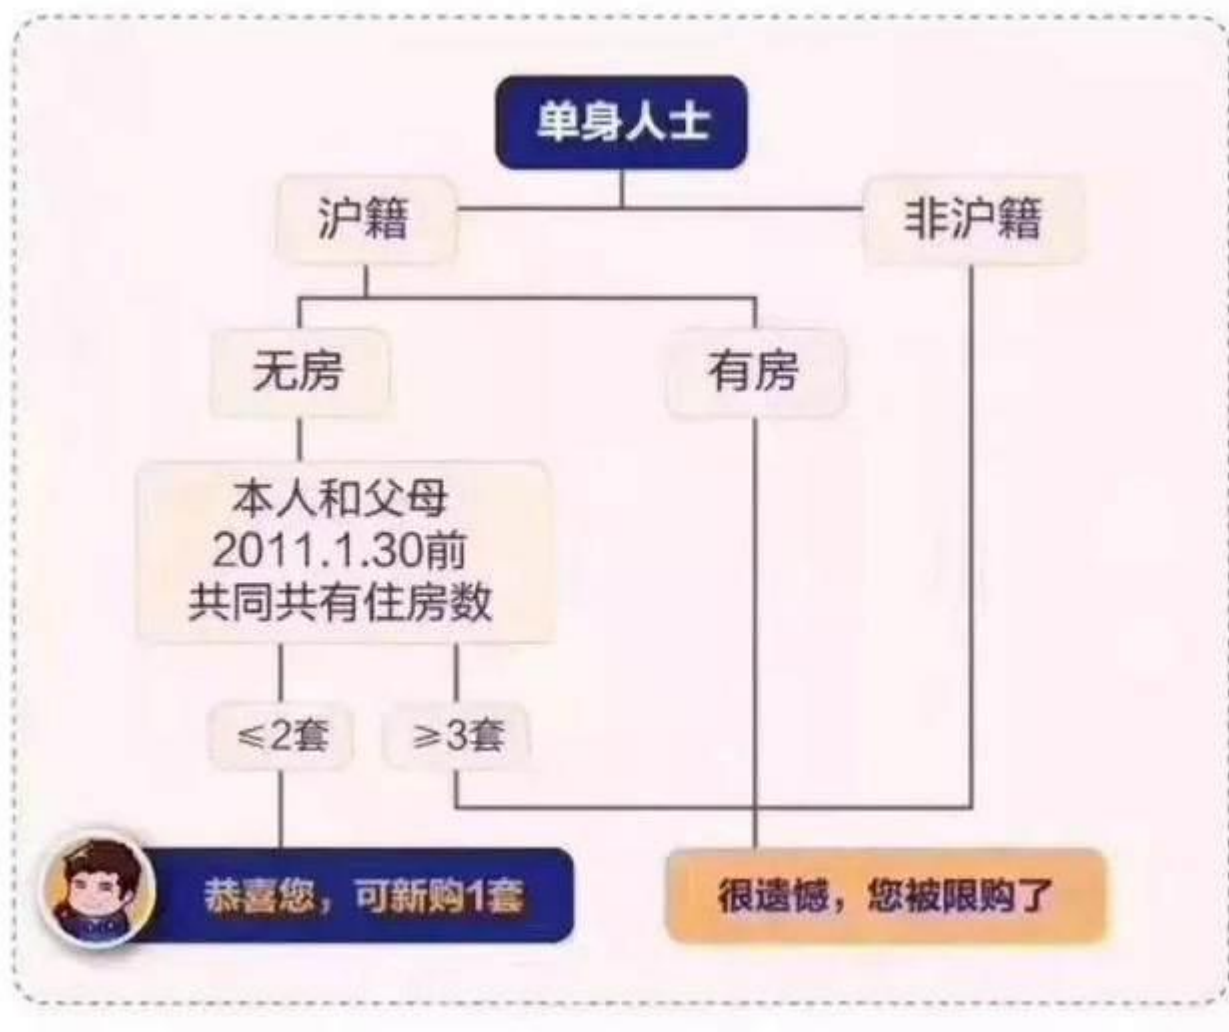 单身人士
沪籍
非沪籍
无房
有房
本人和父母
2011.1.30前
共同共有住房数
≤2套
≥3套
恭喜您，可新购1套
很遗憾，您被限购了